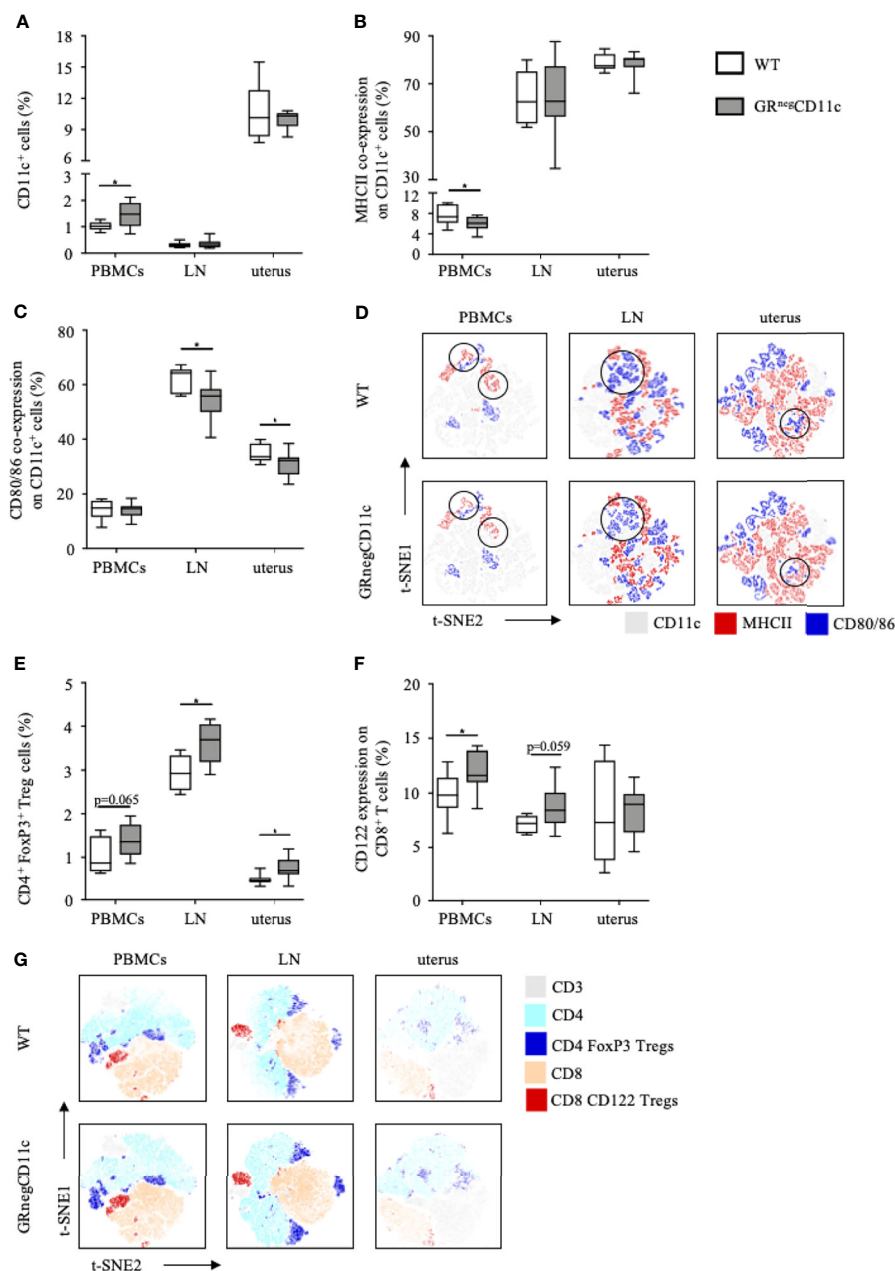 A
CD11c⁺ cells (%)
18
15
12
9
6
3
2
1
0
*
PBMCs LN uterus
B
MHCII co-expression
on CD11c⁺ cells (%)
90
70
50
30
12
8
4
0
*
PBMCs LN uterus
WT
GRⁿᵉᵍCD11c
C
CD80/86 co-expression
on CD11c⁺ cells (%)
80
60
40
20
0
*
*
PBMCs LN uterus
D
PBMCs LN uterus
WT
GRnegCD11c
t-SNE1
t-SNE2
CD11c MHCII CD80/86
E
CD4⁺ FoxP3⁺ Treg cells (%)
5
4
3
2
1
0
p=0.065
*
*
PBMCs LN uterus
F
CD122 expression on
CD8⁺ T cells (%)
20
15
10
5
0
*
p=0.059
PBMCs LN uterus
G
PBMCs LN uterus
WT
GRnegCD11c
t-SNE1
t-SNE2
CD3
CD4
CD4 FoxP3 Tregs
CD8
CD8 CD122 Tregs